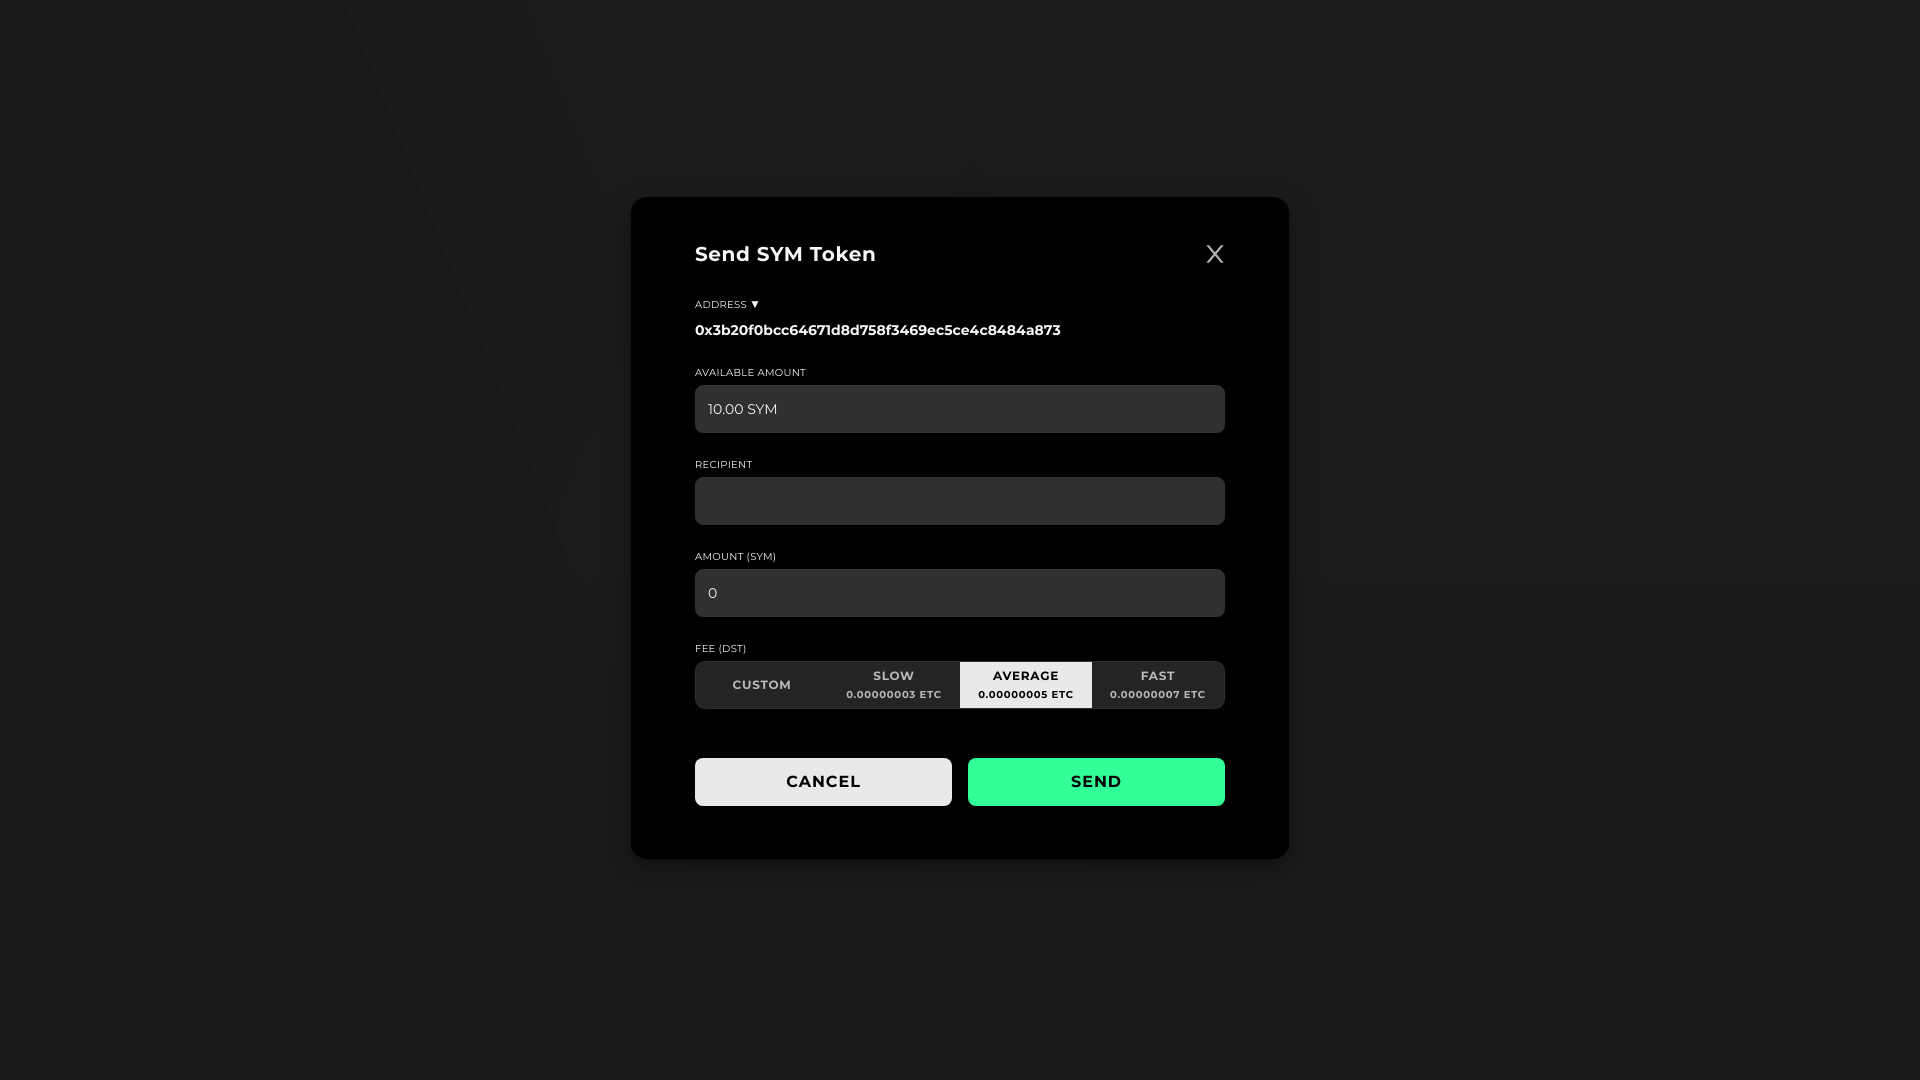 Send SYM Token
X
ADDRESS ▼
0x3b20f0bcc64671d8d758f3469ec5ce4c8484a873
AVAILABLE AMOUNT
10.00 SYM
RECIPIENT
AMOUNT (SYM)
0
FEE (DST)
CUSTOM
SLOW
0.00000003 ETC
AVERAGE
0.00000005 ETC
FAST
0.00000007 ETC
CANCEL
SEND